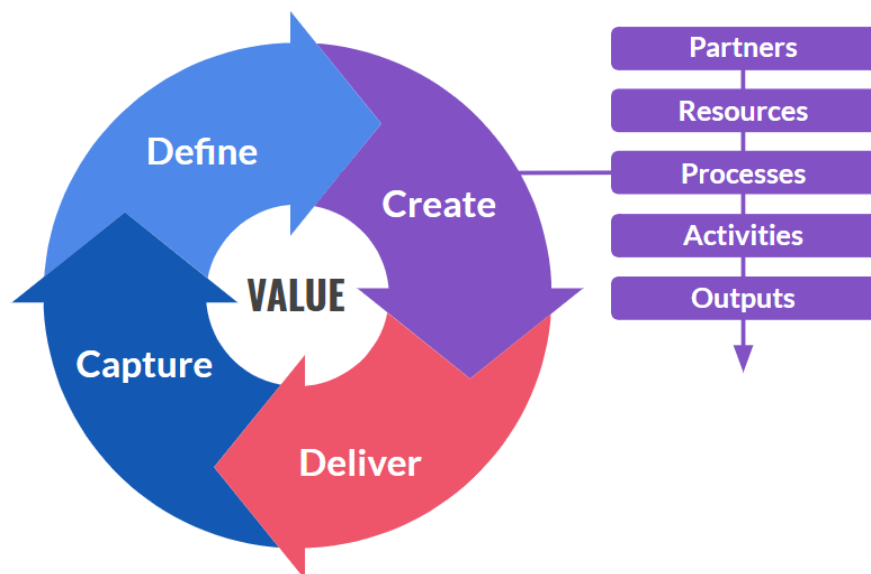 Define
Create
VALUE
Capture
Deliver
Partners
Resources
Processes
Activities
Outputs